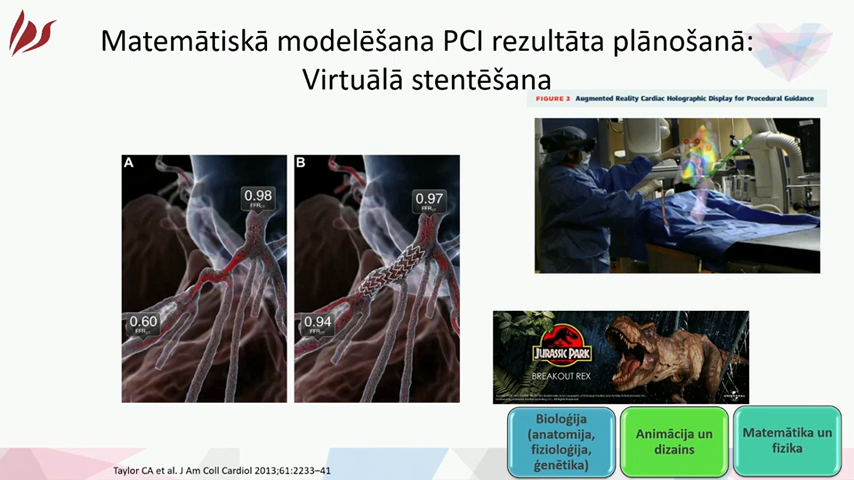 Matemātiskā modelēšana PCI rezultāta plānošanā:
Virtuālā stentēšana
FIGURE 3 Augmented Reality Cardiac Holographic Display for Procedural Guidance
A
B
0.98
0.97
0.60
0.94
JURASSIC PARK
BREAKOUT REX
UNIVERSAL
Bioloģija
(anatomija,
fizioloģija,
ģenētika)
Animācija un
dizains
Matemātika un
fizika
Taylor CA et al. J Am Coll Cardiol 2013;61:2233–41